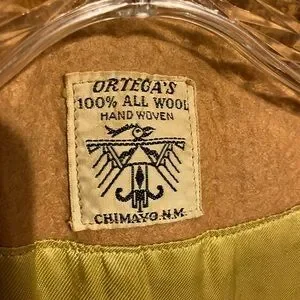 ORTEGA'S
100% ALL WOOL
HAND WOVEN
CHIMAYO, N.M.